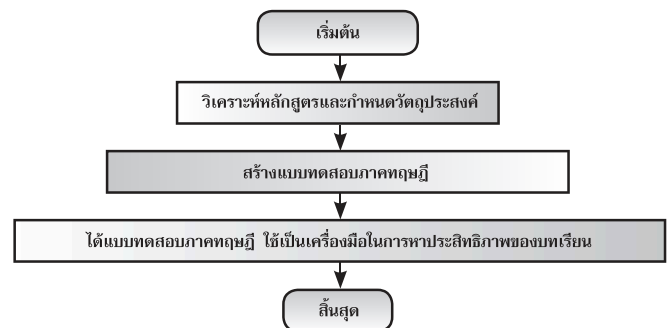 เริ่มต้น
วิเคราะห์หลักสูตรและกำหนดวัตถุประสงค์
สร้างแบบทดสอบภาคทฤษฎี
ได้แบบทดสอบภาคทฤษฎี ใช้เป็นเครื่องมือในการหาประสิทธิภาพของบทเรียน
สิ้นสุด